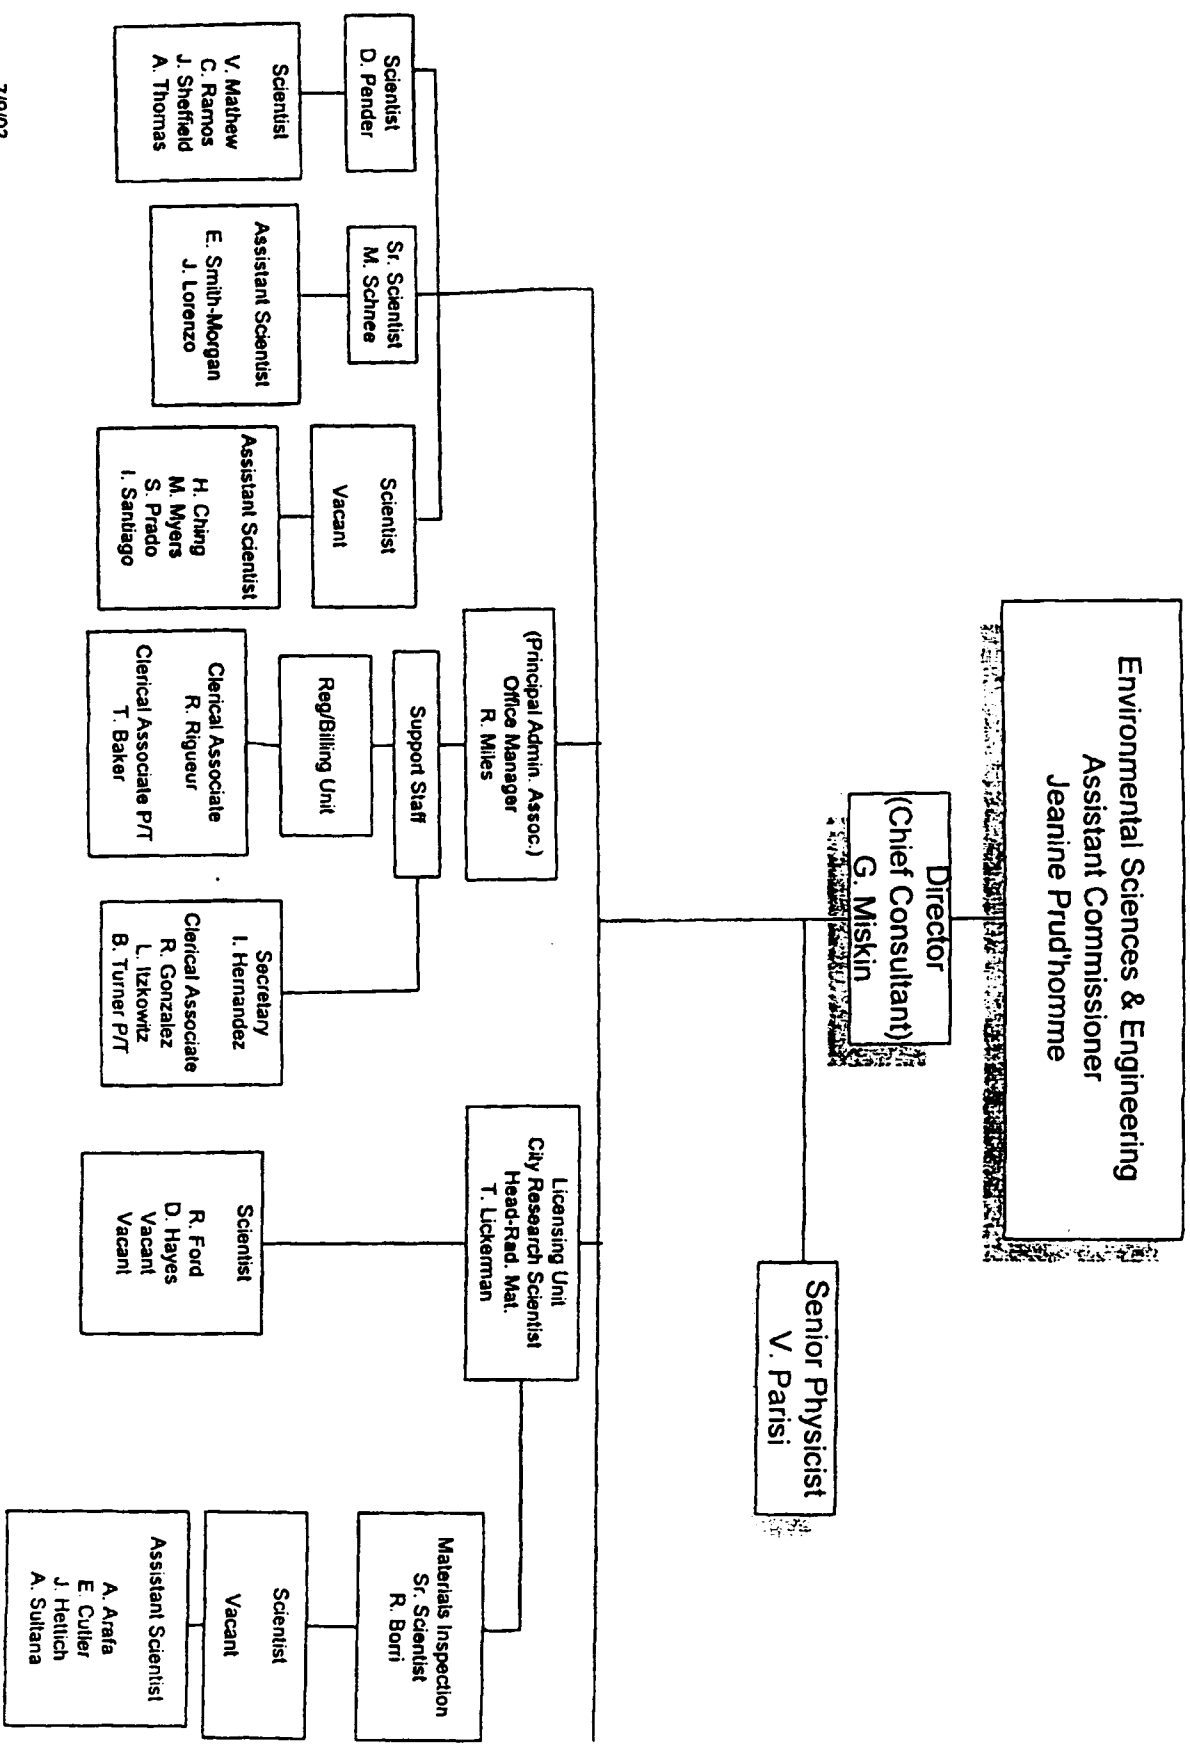 Environmental Sciences & Engineering
Assistant Commissioner
Jeanine Prud'homme
Director
(Chief Consultant)
G. Miskin
Senior Physicist
V. Parisi
Scientist
D. Pender
Scientist
V. Mathew
C. Ramos
J. Sheffield
A. Thomas
Sr. Scientist
M. Schnee
Assistant Scientist
E. Smith-Morgan
J. Lorenzo
Scientist
Vacant
Assistant Scientist
H. Ching
M. Myers
S. Prado
I. Santiago
(Principal Admin. Assoc.)
Office Manager
R. Miles
Support Staff
Reg/Billing Unit
Clerical Associate
R. Rigueur
Clerical Associate P/T
T. Baker
Secretary
I. Hernandez
Clerical Associate
R. Gonzalez
L. Itzkowitz
B. Turner P/T
Licensing Unit
City Research Scientist
Head-Rad. Mat.
T. Lickerman
Scientist
R. Ford
D. Hayes
Vacant
Vacant
Materials Inspection
Sr. Scientist
R. Borri
Scientist
Vacant
Assistant Scientist
A. Arafa
E. Cutler
J. Hettich
A. Sultana